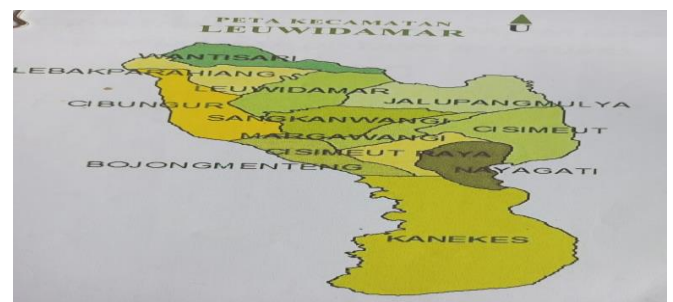 PETA KECAMATAN
LEUWIDAMAR
U
WANTISARI
LEBAKPARAHIANG
LEUWIDAMAR
CIBUNGUR
JALUPANGMULYA
SANGKANWANGI
CISIMEUT
MARGAWANGI
CISIMEUT RAYA
BOJONGMENTENG
NAYAGATI
KANEKES